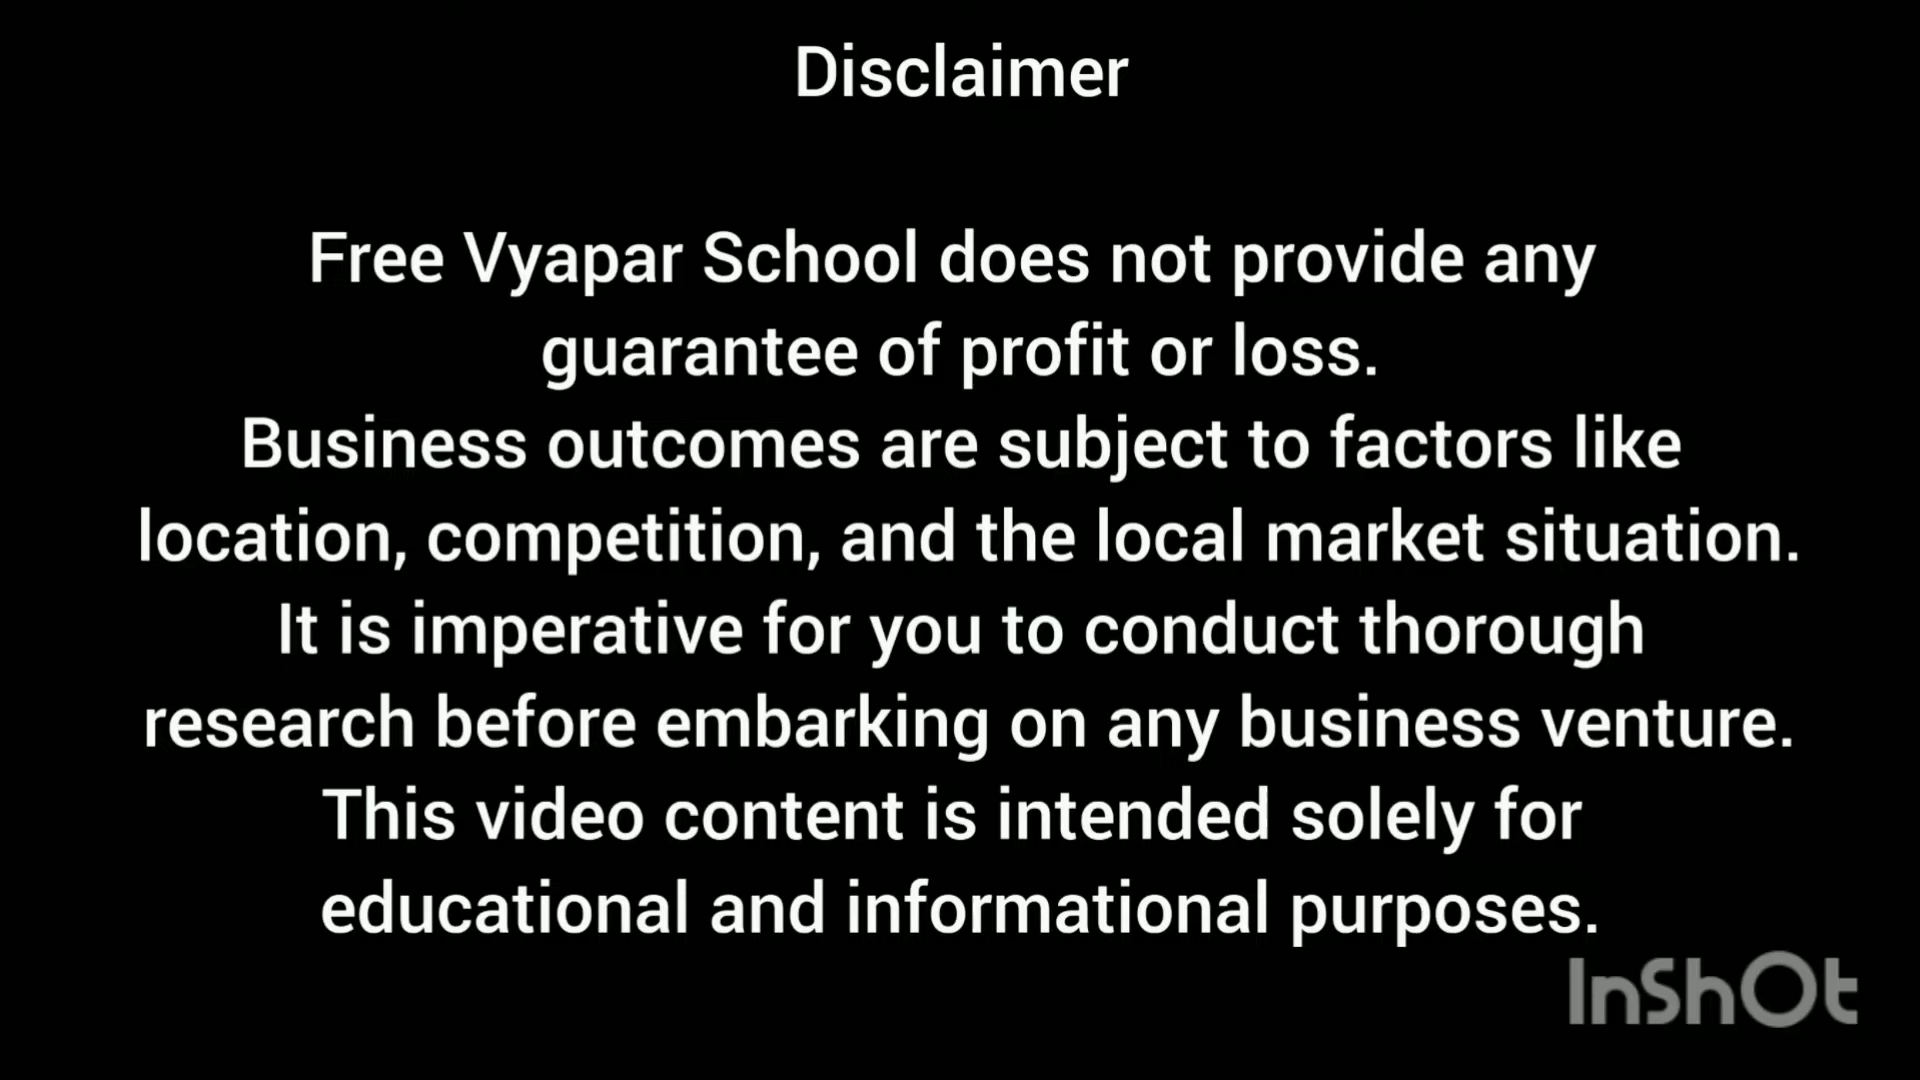 Disclaimer
Free Vyapar School does not provide any
guarantee of profit or loss.
Business outcomes are subject to factors like
location, competition, and the local market situation.
It is imperative for you to conduct thorough
research before embarking on any business venture.
This video content is intended solely for
educational and informational purposes.
InShOt